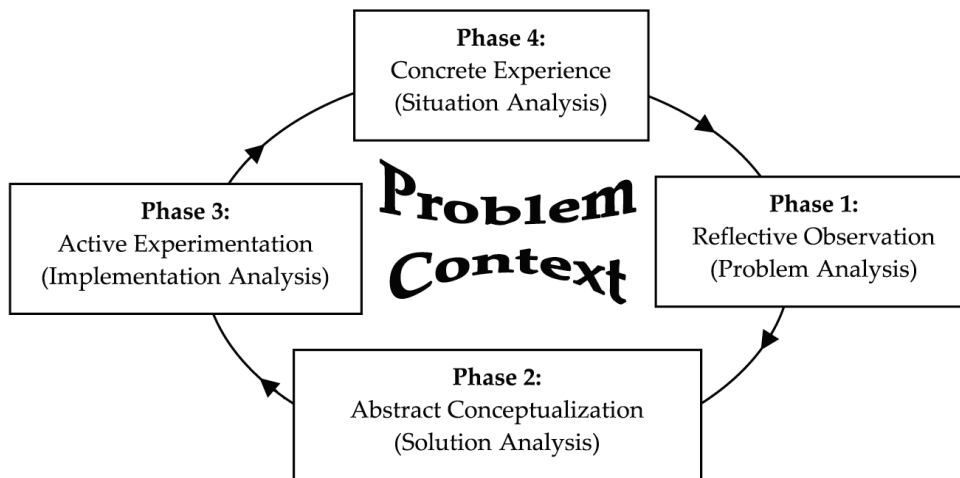 Phase 4:
Concrete Experience
(Situation Analysis)
Problem
Context
Phase 3:
Active Experimentation
(Implementation Analysis)
Phase 1:
Reflective Observation
(Problem Analysis)
Phase 2:
Abstract Conceptualization
(Solution Analysis)